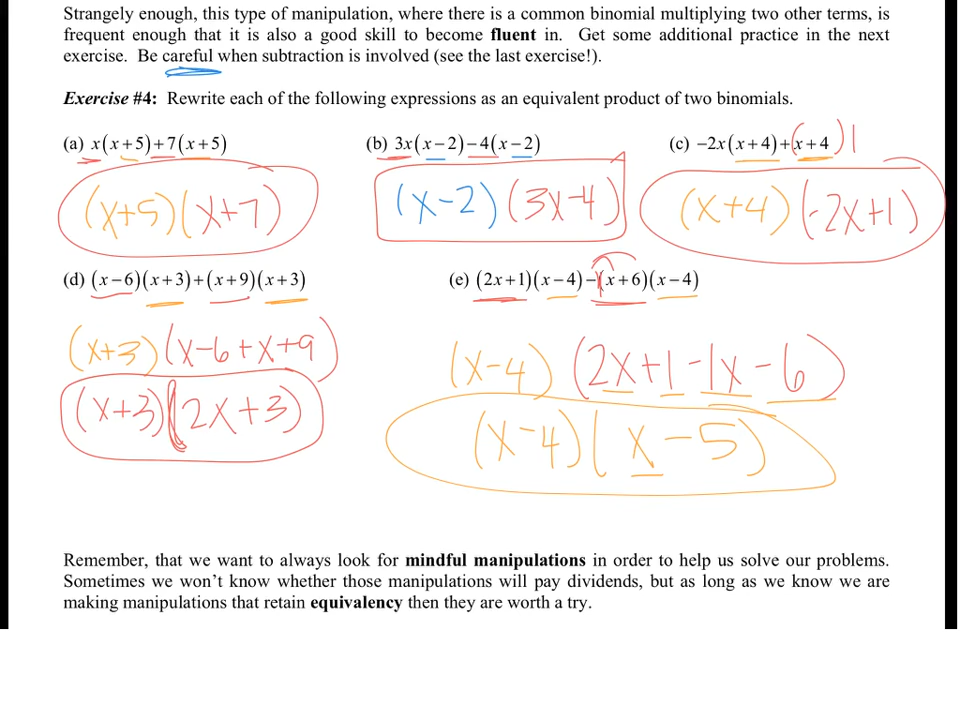 Strangely enough, this type of manipulation, where there is a common binomial multiplying two other terms, is
frequent enough that it is also a good skill to become fluent in. Get some additional practice in the next
exercise. Be careful when subtraction is involved (see the last exercise!).
Exercise #4: Rewrite each of the following expressions as an equivalent product of two binomials.
(a) x(x+5)+7(x+5) (b) 3x(x−2)−4(x−2) (c) −2x(x+4)+(x+4)1
(x+5)(x+7) (x-2)(3x-4) (x+4)(-2x+1)
(d) (x−6)(x+3)+(x+9)(x+3) (e) (2x+1)(x−4)−(x+6)(x−4)
(x+3)(x-6+x+9) (x-4)(2x+1-1x-6)
(x+3)(2x+3) (x-4)(x-5)
Remember, that we want to always look for mindful manipulations in order to help us solve our problems.
Sometimes we won't know whether those manipulations will pay dividends, but as long as we know we are
making manipulations that retain equivalency then they are worth a try.